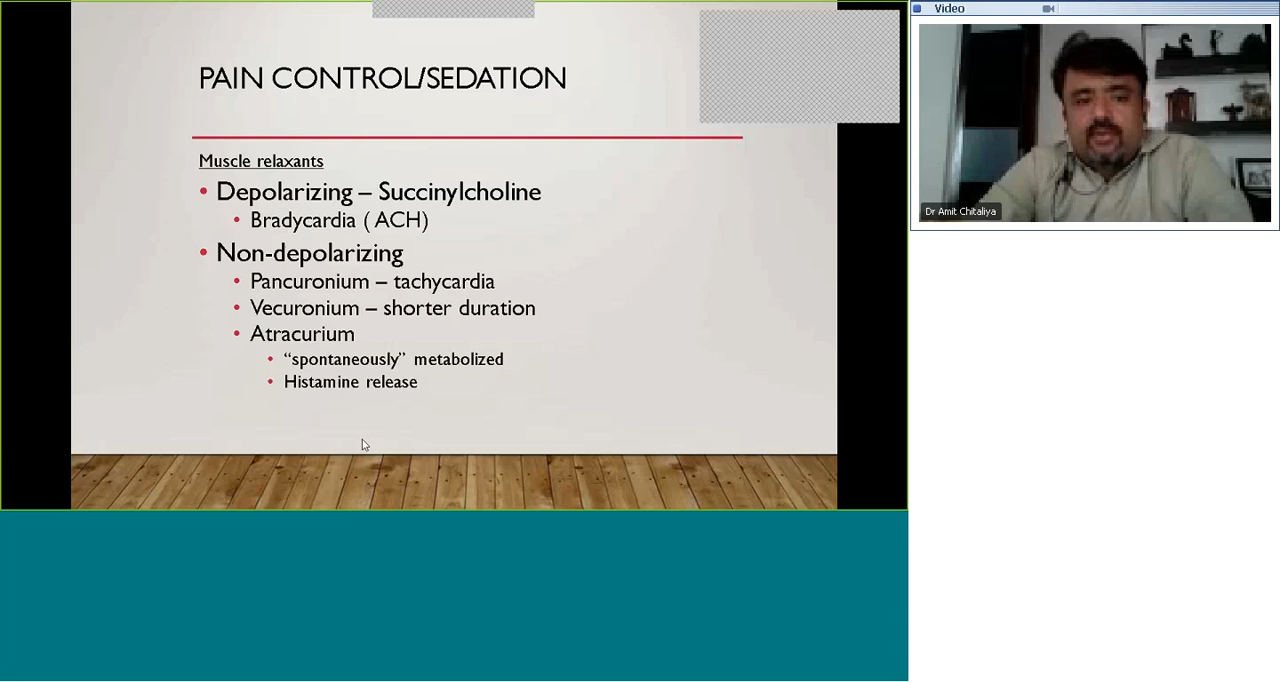 PAIN CONTROL/SEDATION
Muscle relaxants
• Depolarizing – Succinylcholine
• Bradycardia ( ACH)
• Non-depolarizing
• Pancuronium – tachycardia
• Vecuronium – shorter duration
• Atracurium
• “spontaneously” metabolized
• Histamine release
Video
Dr Amit Chitaliya